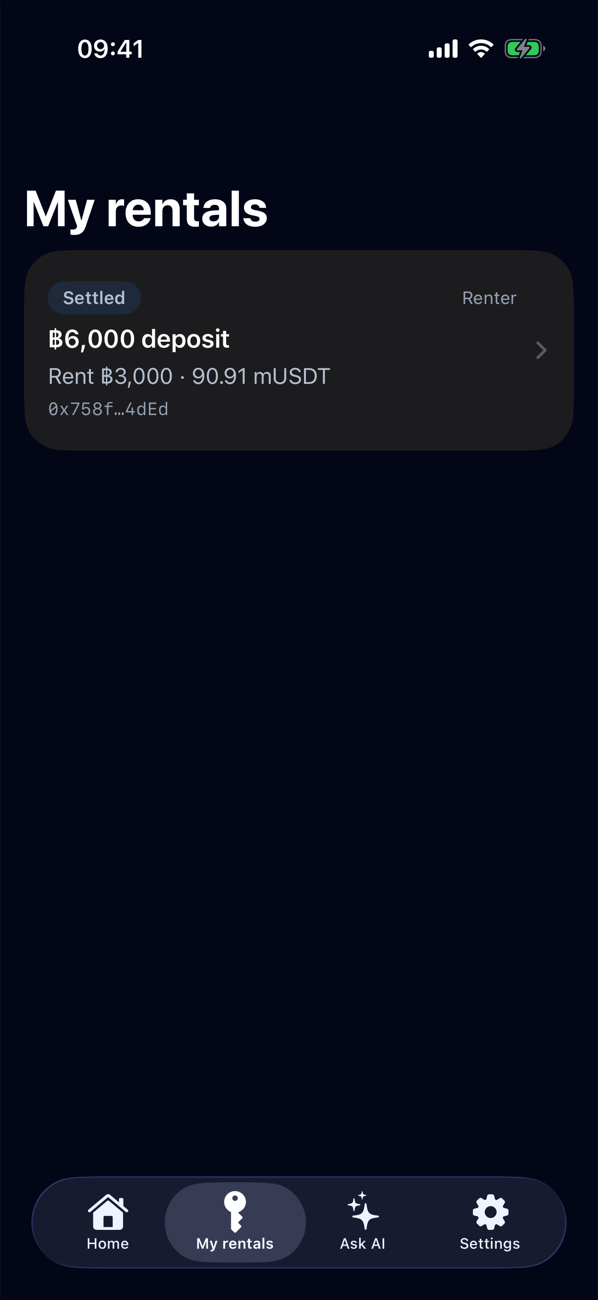 09:41
My rentals
Settled
Renter
฿6,000 deposit
Rent ฿3,000 · 90.91 mUSDT
0x758f…4dEd
Home
My rentals
Ask AI
Settings